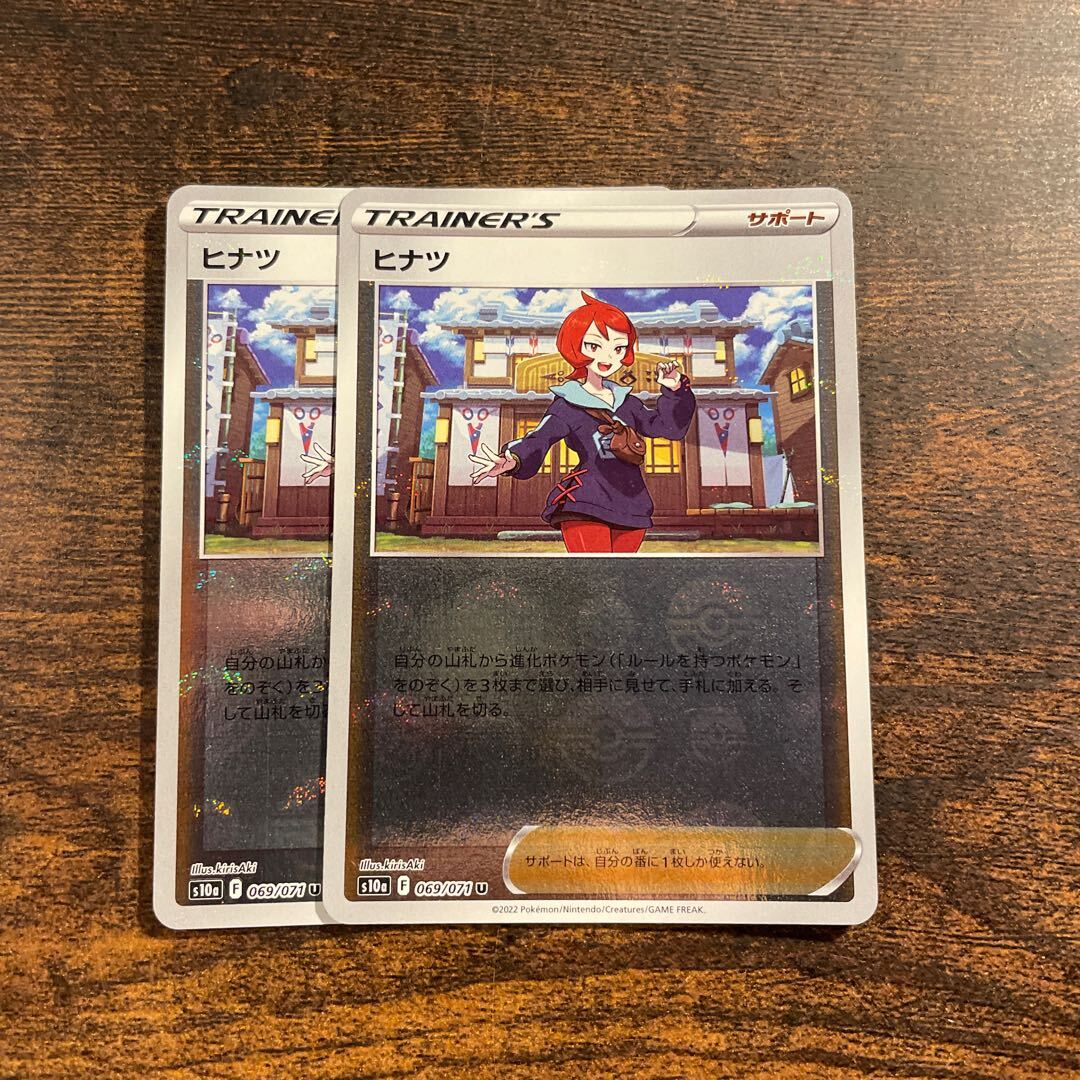 TRAINE
ヒナツ
自分の山札か
をのぞく)を3
して山札を切
Illus.kirisAki
s10a F 069/071 U
TRAINER'S サポート
ヒナツ
自分の山札から進化ポケモン(「ルールを持つポケモン」
をのぞく)を3枚まで選び、相手に見せて、手札に加える。そ
して山札を切る。
サポートは、自分の番に1枚しか使えない。
Illus.kirisAki
s10a F 069/071 U
©2022 Pokémon/Nintendo/Creatures/GAME FREAK.